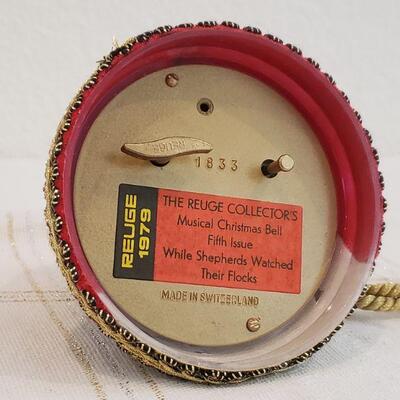 REUGE
1833
REUGE
1979
THE REUGE COLLECTOR'S
Musical Christmas Bell
Fifth Issue
While Shepherds Watched
Their Flocks
MADE IN SWITZERLAND